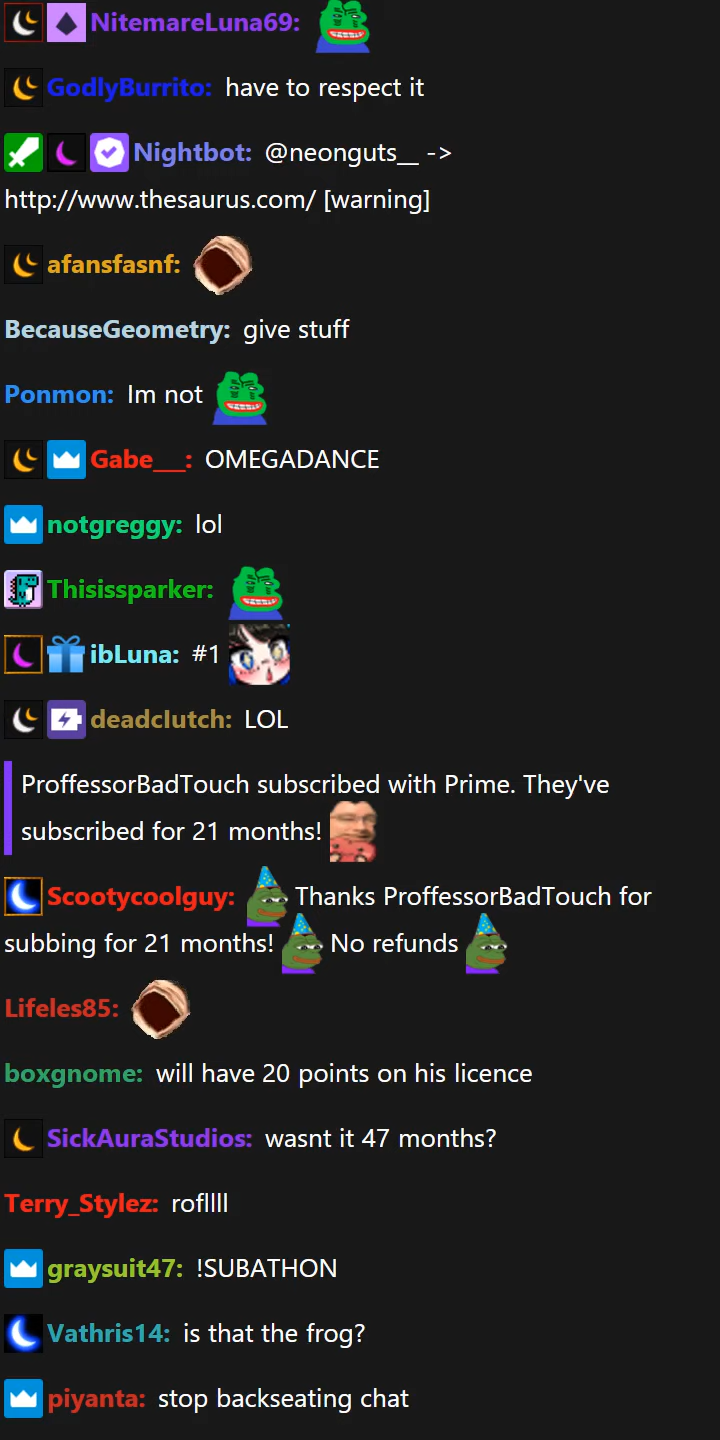 NitemareLuna69:
GodlyBurrito: have to respect it
Nightbot: @neonguts__ ->
http://www.thesaurus.com/ [warning]
afansfasnf:
BecauseGeometry: give stuff
Ponmon: Im not
Gabe___: OMEGADANCE
notgreggy: lol
Thisissparker:
ibLuna: #1
deadclutch: LOL
ProffessorBadTouch subscribed with Prime. They've
subscribed for 21 months!
Scootycoolguy: Thanks ProffessorBadTouch for
subbing for 21 months! No refunds
Lifeles85:
boxgnome: will have 20 points on his licence
SickAuraStudios: wasnt it 47 months?
Terry_Stylez: rofllll
graysuit47: !SUBATHON
Vathris14: is that the frog?
piyanta: stop backseating chat